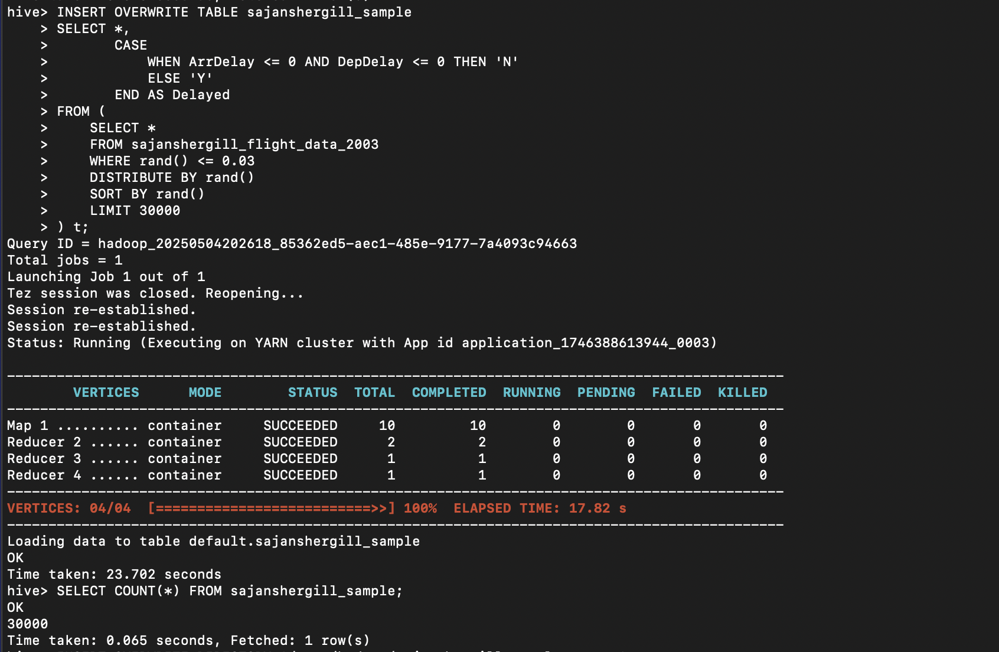 hive> INSERT OVERWRITE TABLE sajanshergill_sample
    > SELECT *,
    >        CASE
    >            WHEN ArrDelay <= 0 AND DepDelay <= 0 THEN 'N'
    >            ELSE 'Y'
    >        END AS Delayed
    > FROM (
    >     SELECT *
    >     FROM sajanshergill_flight_data_2003
    >     WHERE rand() <= 0.03
    >     DISTRIBUTE BY rand()
    >     SORT BY rand()
    >     LIMIT 30000
    > ) t;
Query ID = hadoop_20250504202618_85362ed5-aec1-485e-9177-7a4093c94663
Total jobs = 1
Launching Job 1 out of 1
Tez session was closed. Reopening...
Session re-established.
Session re-established.
Status: Running (Executing on YARN cluster with App id application_1746388613944_0003)
----------------------------------------------------------------------------------------------
        VERTICES      MODE        STATUS  TOTAL  COMPLETED  RUNNING  PENDING  FAILED  KILLED
----------------------------------------------------------------------------------------------
Map 1 .......... container     SUCCEEDED     10         10        0        0       0       0
Reducer 2 ...... container     SUCCEEDED      2          2        0        0       0       0
Reducer 3 ...... container     SUCCEEDED      1          1        0        0       0       0
Reducer 4 ...... container     SUCCEEDED      1          1        0        0       0       0
----------------------------------------------------------------------------------------------
VERTICES: 04/04  [==========================>>] 100%  ELAPSED TIME: 17.82 s
----------------------------------------------------------------------------------------------
Loading data to table default.sajanshergill_sample
OK
Time taken: 23.702 seconds
hive> SELECT COUNT(*) FROM sajanshergill_sample;
OK
30000
Time taken: 0.065 seconds, Fetched: 1 row(s)